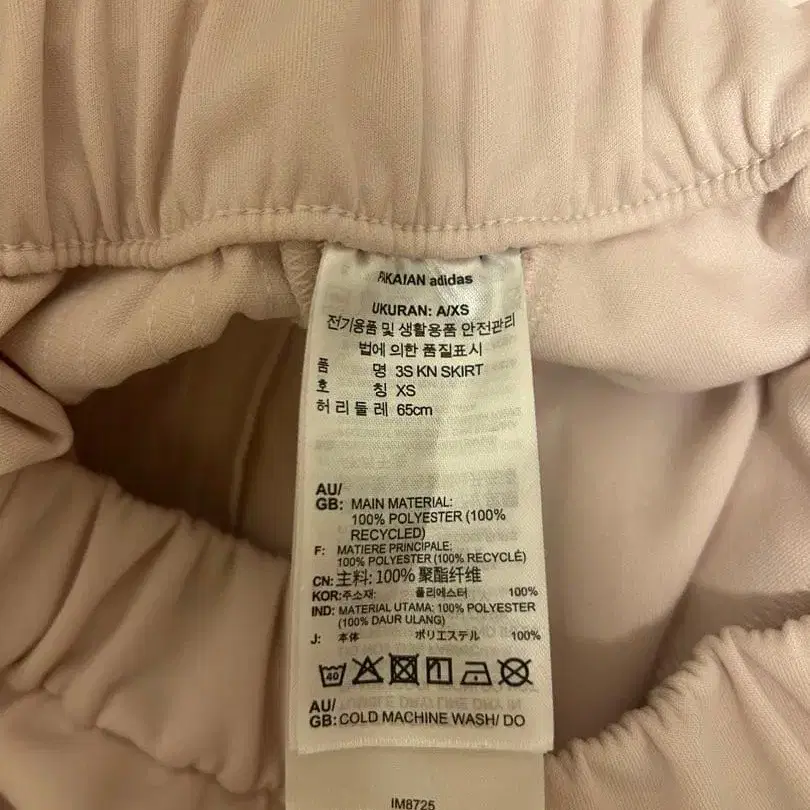 PAKAIAN adidas
UKURAN: A/XS
전기용품 및 생활용품 안전관리
법에 의한 품질표시
품 명 3S KN SKIRT
호 칭 XS
허리둘레 65cm
AU/
GB: MAIN MATERIAL:
100% POLYESTER (100%
RECYCLED)
F: MATIERE PRINCIPALE:
100% POLYESTER (100% RECYCLÉ)
CN: 主料: 100% 聚酯纤维
KOR: 주소재: 폴리에스터 100%
IND: MATERIAL UTAMA: 100% POLYESTER
(100% DAUR ULANG)
J: 本体 ポリエステル 100%
40
AU/
GB: COLD MACHINE WASH/ DO
IM8725